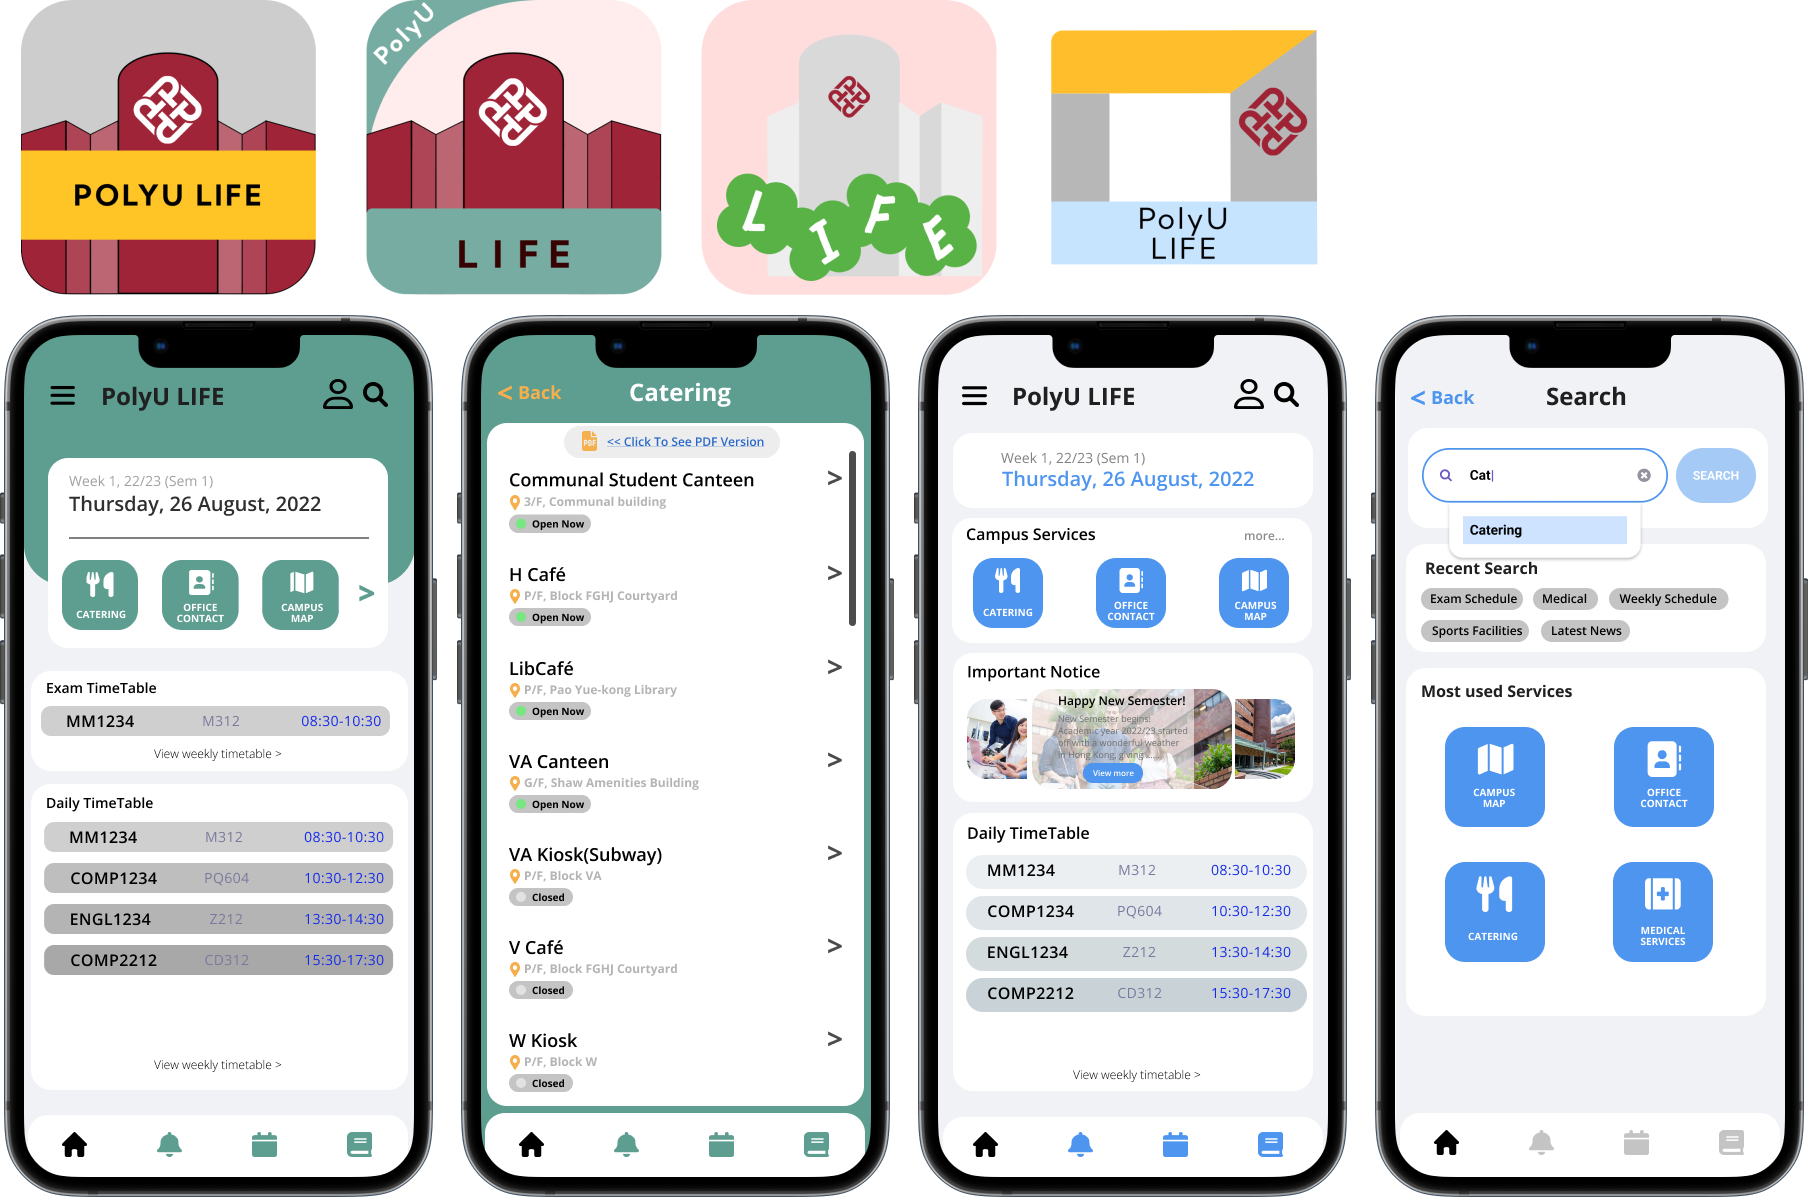 POLYU LIFE
PolyU
LIFE
LIFE
PolyU
LIFE
PolyU LIFE
Week 1, 22/23 (Sem 1)
Thursday, 26 August, 2022
CATERING
OFFICE
CONTACT
CAMPUS
MAP
>
Exam TimeTable
MM1234 M312 08:30-10:30
View weekly timetable >
Daily TimeTable
MM1234 M312 08:30-10:30
COMP1234 PQ604 10:30-12:30
ENGL1234 Z212 13:30-14:30
COMP2212 CD312 15:30-17:30
View weekly timetable >
< Back
Catering
PDF
<< Click To See PDF Version
Communal Student Canteen >
3/F, Communal building
Open Now
H Café >
P/F, Block FGHJ Courtyard
Open Now
LibCafé >
P/F, Pao Yue-kong Library
Open Now
VA Canteen >
G/F, Shaw Amenities Building
Open Now
VA Kiosk(Subway) >
P/F, Block VA
Closed
V Café >
P/F, Block FGHJ Courtyard
Closed
W Kiosk >
P/F, Block W
Closed
PolyU LIFE
Week 1, 22/23 (Sem 1)
Thursday, 26 August, 2022
Campus Services more...
CATERING
OFFICE
CONTACT
CAMPUS
MAP
Important Notice
Happy New Semester!
New Semester begins!
Academic year 2022/23 started
off with a wonderful weather
in Hong Kong, giving ......
View more
Daily TimeTable
MM1234 M312 08:30-10:30
COMP1234 PQ604 10:30-12:30
ENGL1234 Z212 13:30-14:30
COMP2212 CD312 15:30-17:30
View weekly timetable >
< Back
Search
Cat
SEARCH
Catering
Recent Search
Exam Schedule Medical Weekly Schedule
Sports Facilities Latest News
Most used Services
CAMPUS
MAP
OFFICE
CONTACT
CATERING
MEDICAL
SERVICES